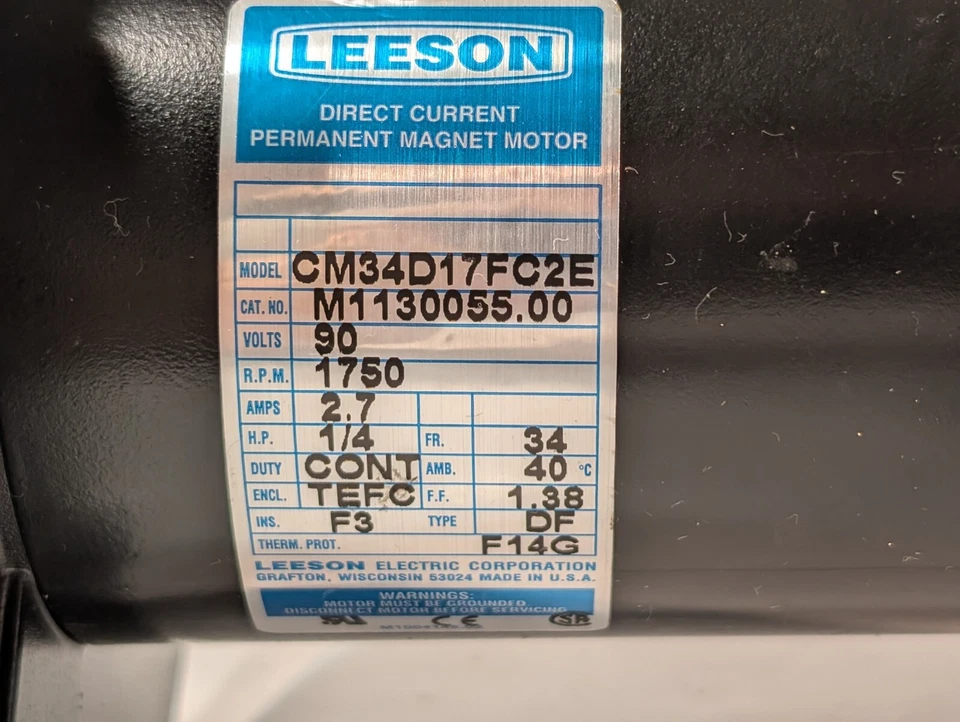 LEESON
DIRECT CURRENT
PERMANENT MAGNET MOTOR
MODEL CM34D17FC2E
CAT. NO. M1130055.00
VOLTS 90
R.P.M. 1750
AMPS 2.7
H.P. 1/4 FR. 34
DUTY CONT AMB. 40 °C
ENCL. TEFC F.F. 1.38
INS. F3 TYPE DF
THERM. PROT. F14G
LEESON ELECTRIC CORPORATION
GRAFTON, WISCONSIN 53024 MADE IN U.S.A.
WARNINGS:
MOTOR MUST BE GROUNDED
DISCONNECT MOTOR BEFORE SERVICING
CE